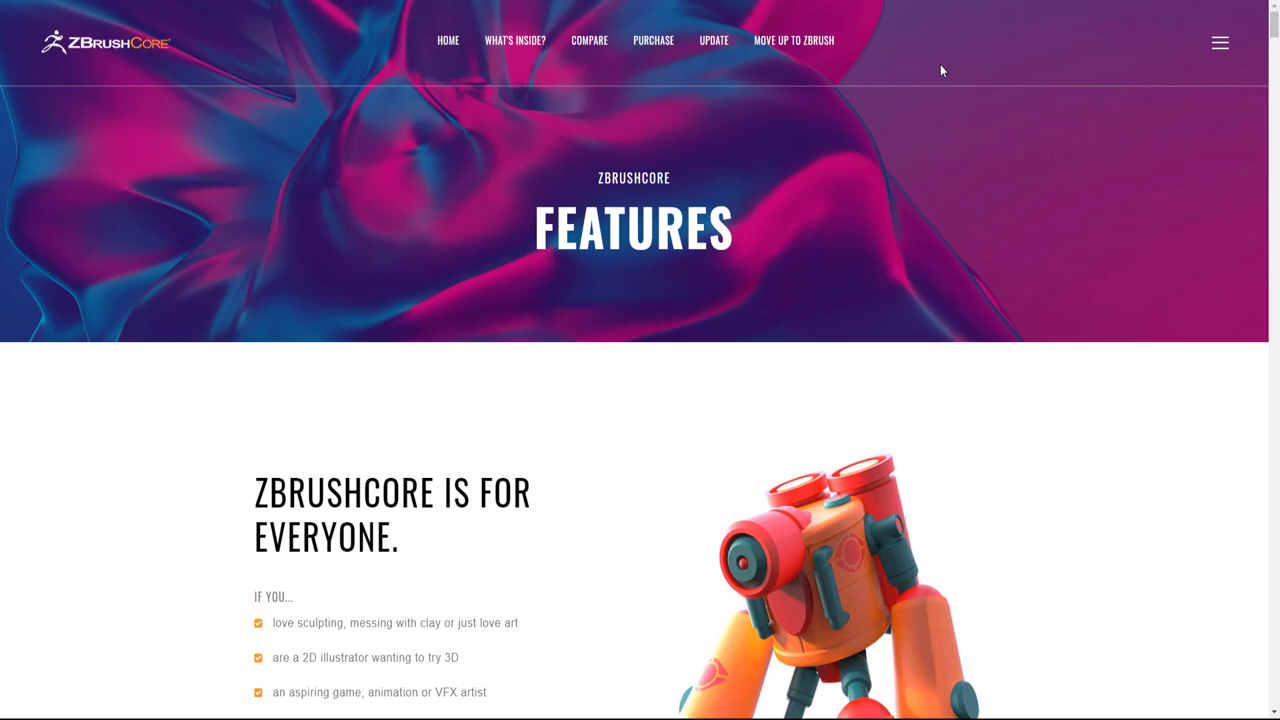 ZBRUSHCORE
HOME WHAT'S INSIDE? COMPARE PURCHASE UPDATE MOVE UP TO ZBRUSH
ZBRUSHCORE
FEATURES
ZBRUSHCORE IS FOR
EVERYONE.
IF YOU...
love sculpting, messing with clay or just love art
are a 2D illustrator wanting to try 3D
an aspiring game, animation or VFX artist